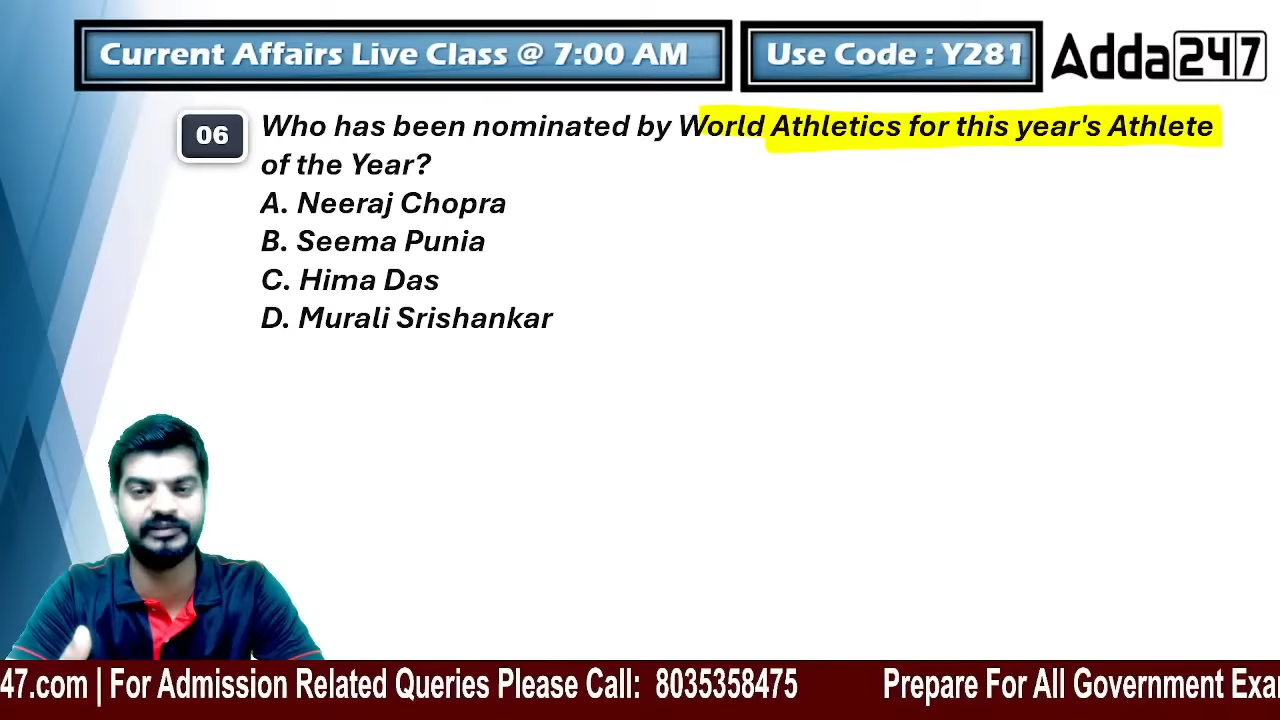 Current Affairs Live Class @ 7:00 AM
Use Code : Y281
Adda247
06
Who has been nominated by World Athletics for this year's Athlete
of the Year?
A. Neeraj Chopra
B. Seema Punia
C. Hima Das
D. Murali Srishankar
47.com | For Admission Related Queries Please Call: 8035358475 Prepare For All Government Exa